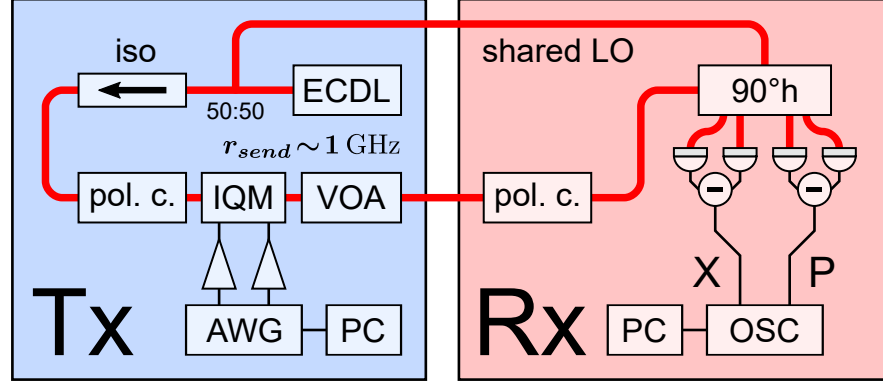 iso
shared LO
ECDL
90°h
50:50
r_send ~ 1 GHz
pol. c.
IQM
VOA
pol. c.
X
P
Tx
AWG
PC
Rx
PC
OSC